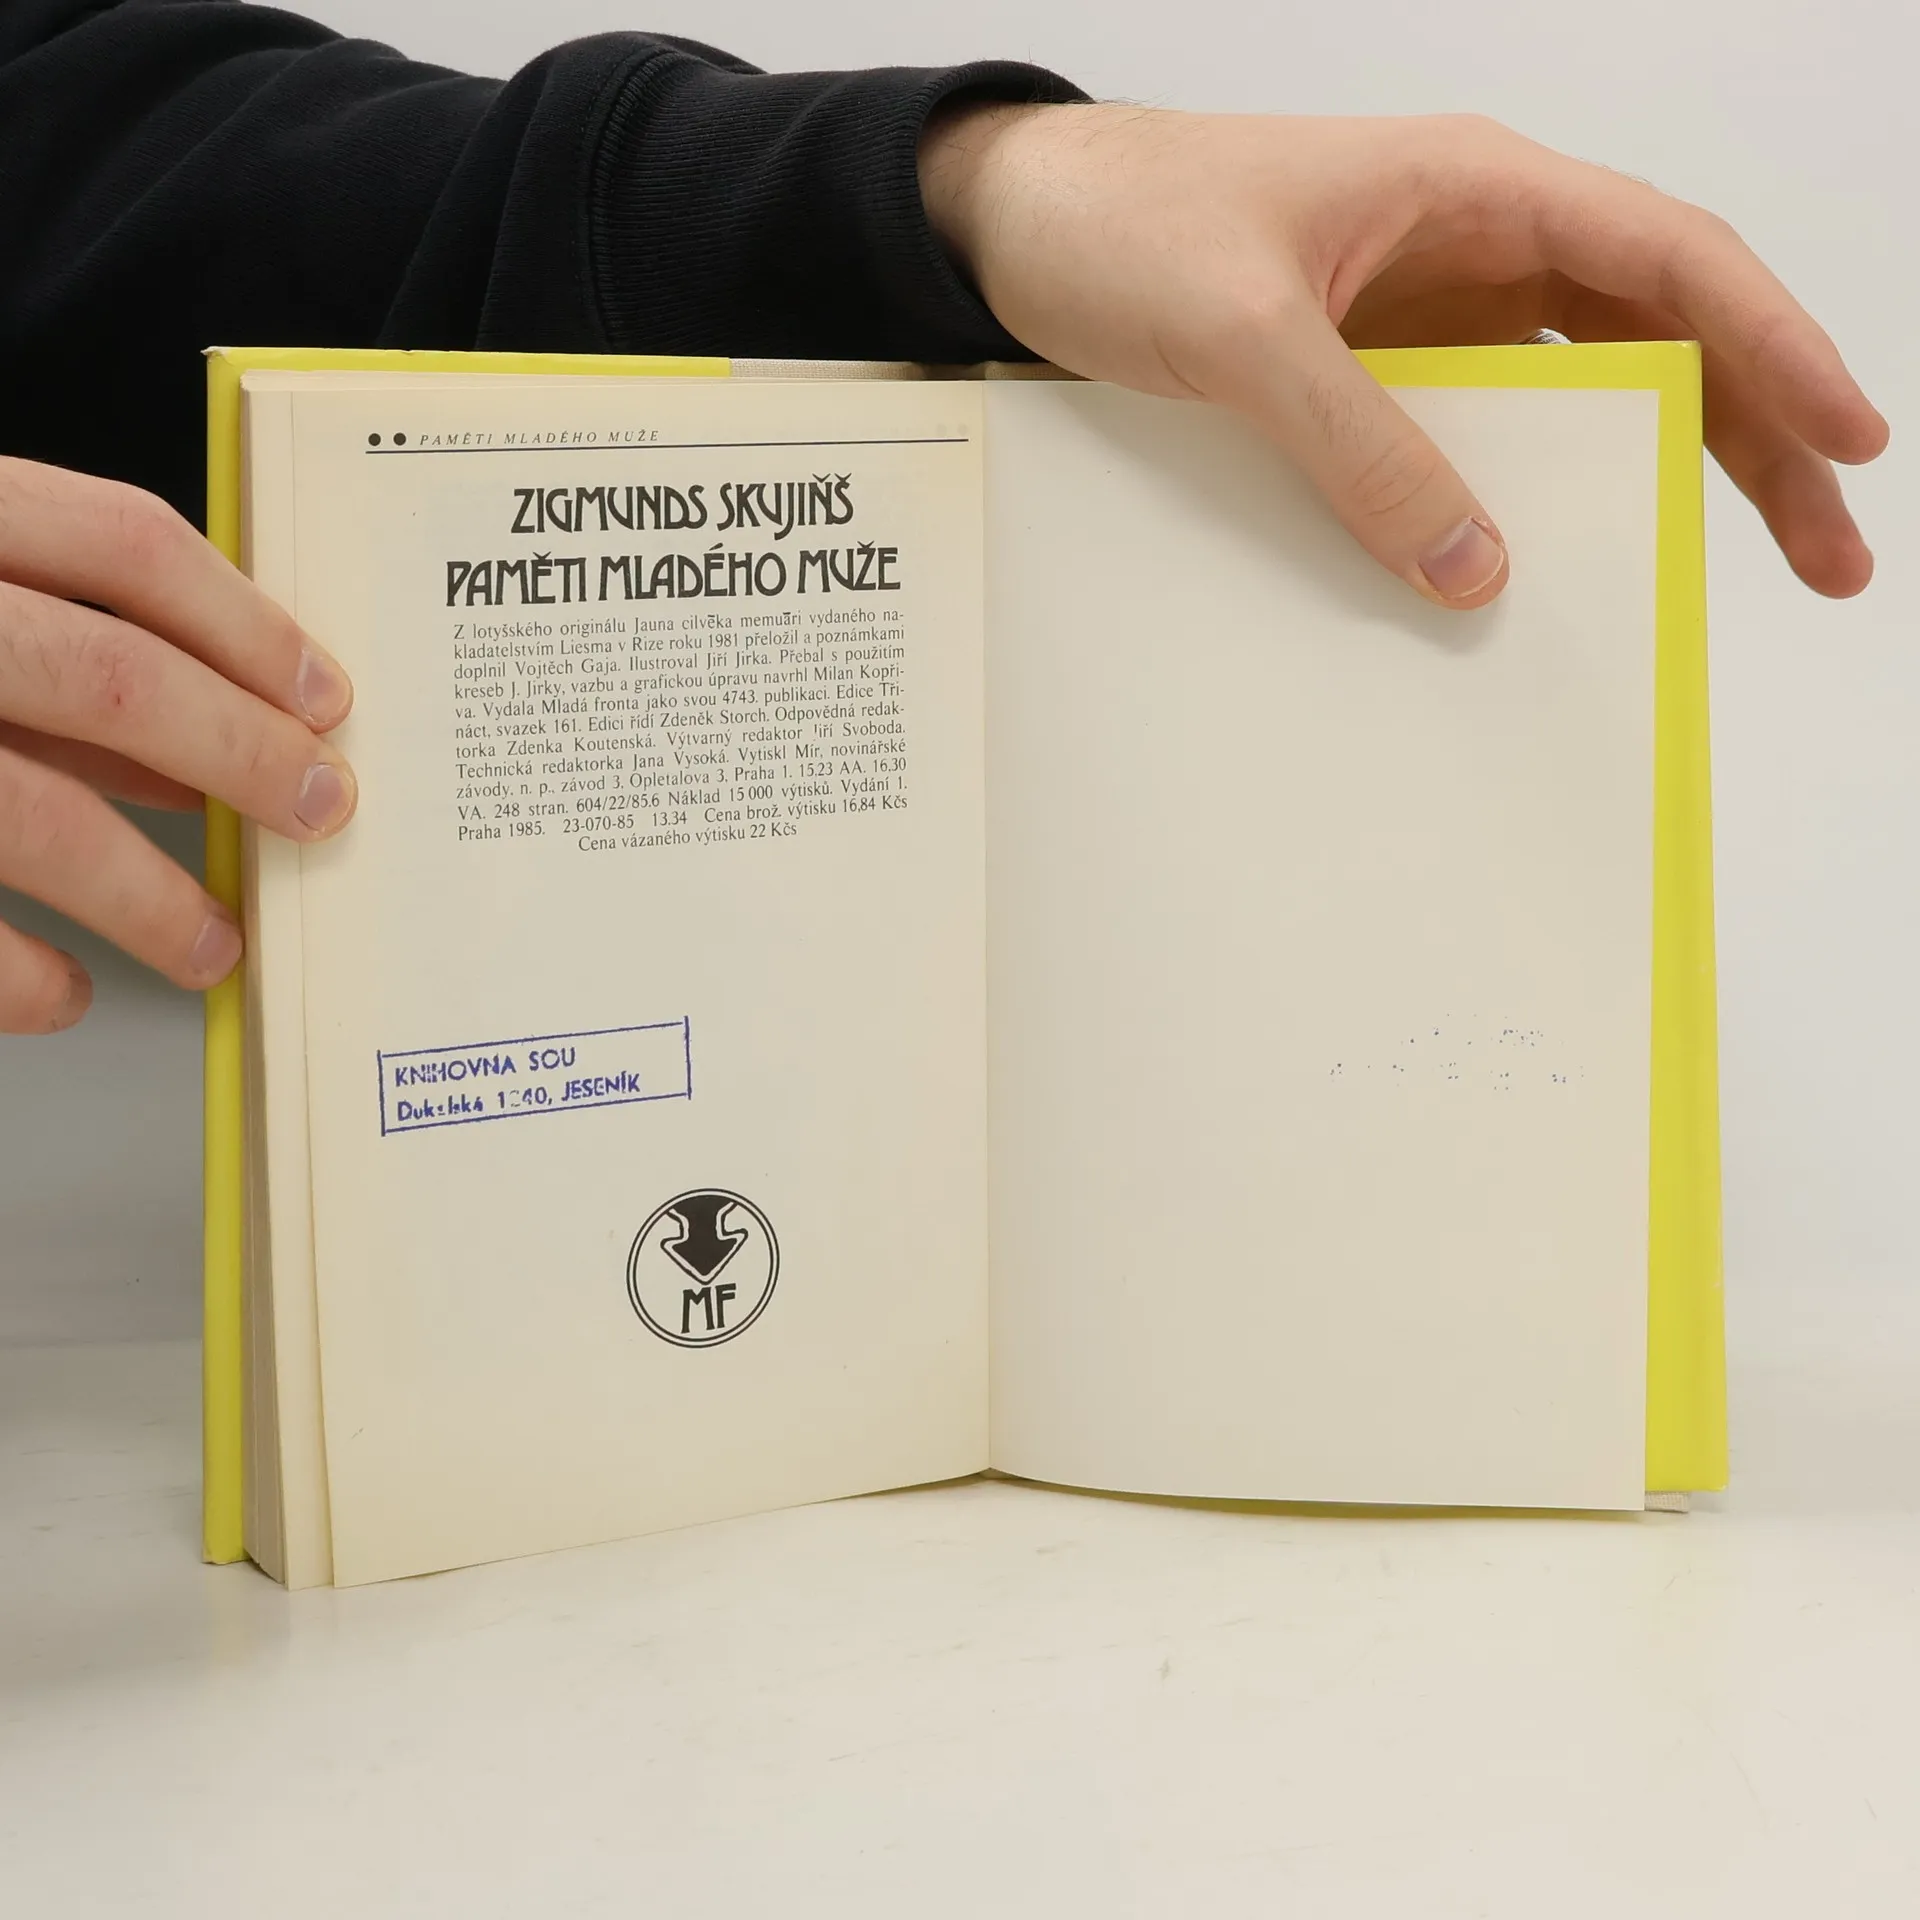 PAMĚTI MLADÉHO MUŽE
ZIGMUNDS SKUJIŇŠ
PAMĚTI MLADÉHO MUŽE
Z lotyšského originálu Jauna cilvēka memuāri vydaného na-
kladatelstvím Liesma v Rize roku 1981 přeložil a poznámkami
doplnil Vojtěch Gaja. Ilustroval Jiří Jirka. Přebal s použitím
kreseb J. Jirky, vazbu a grafickou úpravu navrhl Milan Kopři-
va. Vydala Mladá fronta jako svou 4743. publikaci. Edice Tři-
náct, svazek 161. Edici řídí Zdeněk Storch. Odpovědná redak-
torka Zdenka Koutenská. Výtvarný redaktor Jiří Svoboda.
Technická redaktorka Jana Vysoká. Vytiskl Mír, novinářské
závody, n. p., závod 3, Opletalova 3, Praha 1. 15,23 AA. 16,30
VA. 248 stran. 604/22/85.6 Náklad 15 000 výtisků. Vydání 1.
Praha 1985. 23-070-85 13.34 Cena brož. výtisku 16,84 Kčs
Cena vázaného výtisku 22 Kčs
KNIHOVNA SOU
Dukelská JESENÍK
MF